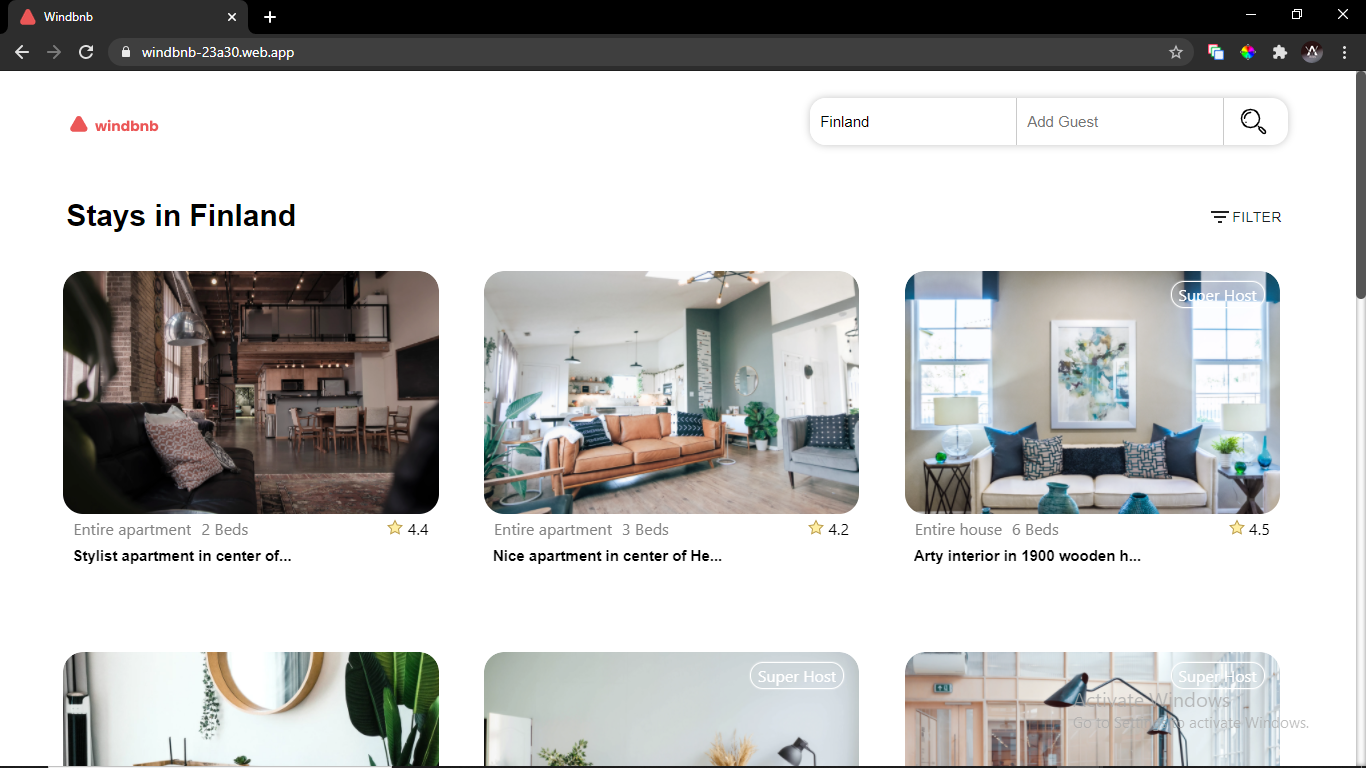 Windbnb
windbnb-23a30.web.app
windbnb
Finland
Add Guest
Stays in Finland
FILTER
Super Host
Entire apartment 2 Beds
4.4
Stylist apartment in center of...
Entire apartment 3 Beds
4.2
Nice apartment in center of He...
Entire house 6 Beds
4.5
Arty interior in 1900 wooden h...
Super Host
Super Host
Activate Windows
Go to Settings to activate Windows.